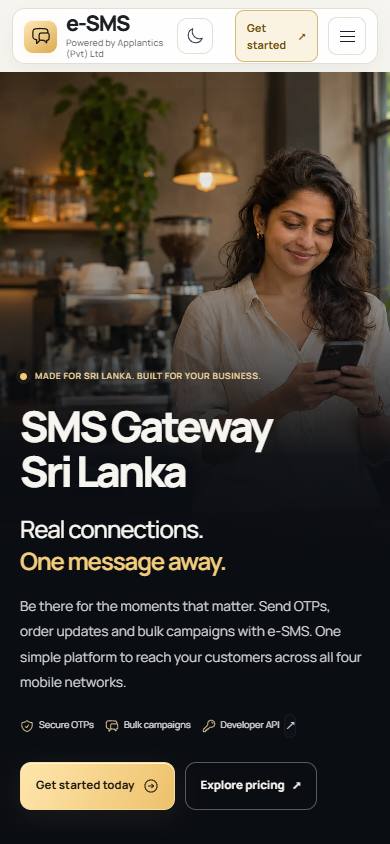 e-SMS
Powered by Applantics
(Pvt) Ltd
Get
started ↗
MADE FOR SRI LANKA. BUILT FOR YOUR BUSINESS.
SMS Gateway
Sri Lanka
Real connections.
One message away.
Be there for the moments that matter. Send OTPs,
order updates and bulk campaigns with e-SMS. One
simple platform to reach your customers across all four
mobile networks.
Secure OTPs Bulk campaigns Developer API ↗
Get started today Explore pricing ↗